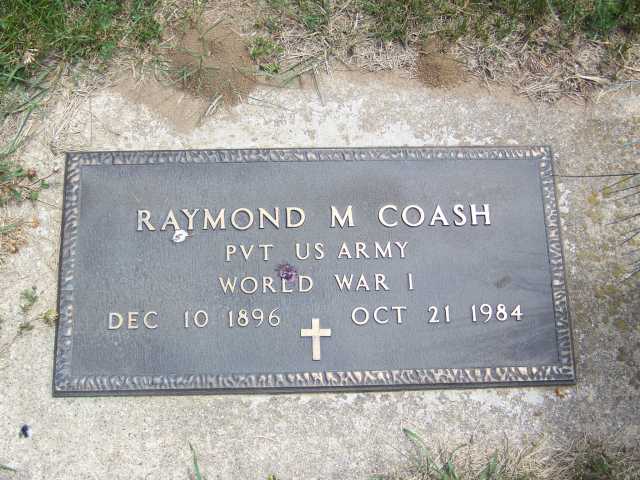 RAYMOND M COASH
PVT US ARMY
WORLD WAR I
DEC 10 1896 OCT 21 1984